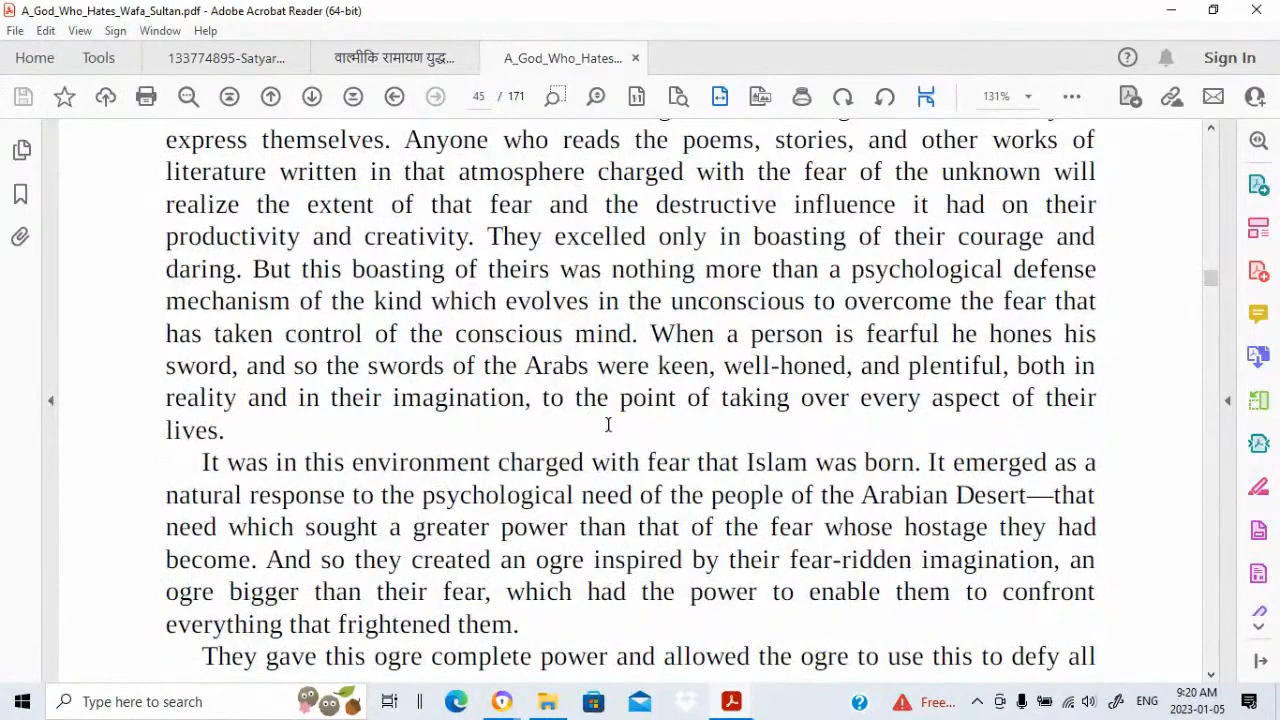 A_God_Who_Hates_Wafa_Sultan.pdf - Adobe Acrobat Reader (64-bit)
File Edit View Sign Window Help
Home Tools 133774895-Satyar... वाल्मीकि रामायण युद्ध... A_God_Who_Hates... Sign In
45 / 171 131%
express themselves. Anyone who reads the poems, stories, and other works of
literature written in that atmosphere charged with the fear of the unknown will
realize the extent of that fear and the destructive influence it had on their
productivity and creativity. They excelled only in boasting of their courage and
daring. But this boasting of theirs was nothing more than a psychological defense
mechanism of the kind which evolves in the unconscious to overcome the fear that
has taken control of the conscious mind. When a person is fearful he hones his
sword, and so the swords of the Arabs were keen, well-honed, and plentiful, both in
reality and in their imagination, to the point of taking over every aspect of their
lives.
It was in this environment charged with fear that Islam was born. It emerged as a
natural response to the psychological need of the people of the Arabian Desert—that
need which sought a greater power than that of the fear whose hostage they had
become. And so they created an ogre inspired by their fear-ridden imagination, an
ogre bigger than their fear, which had the power to enable them to confront
everything that frightened them.
They gave this ogre complete power and allowed the ogre to use this to defy all
Type here to search Free... ENG 9:20 AM
2023-01-05